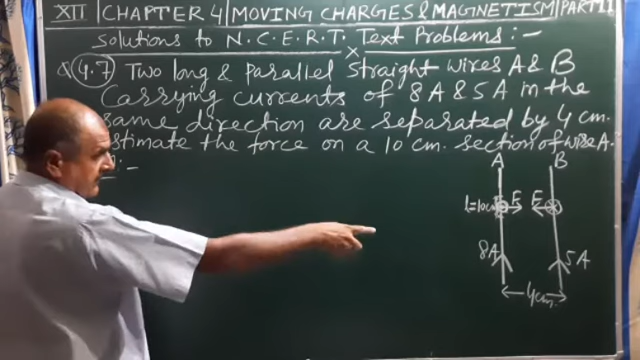 XII | CHAPTER 4 | MOVING CHARGES & MAGNETISM | PART 11
Solutions to N.C.E.R.T. Text Problems:-
Q 4.7 Two long & parallel straight wires A & B
Carrying currents of 8A & 5A in the
same direction are separated by 4 cm.
stimate the force on a 10 cm. section of wire A.
A B
l=10cm F F
8A 5A
4cm.